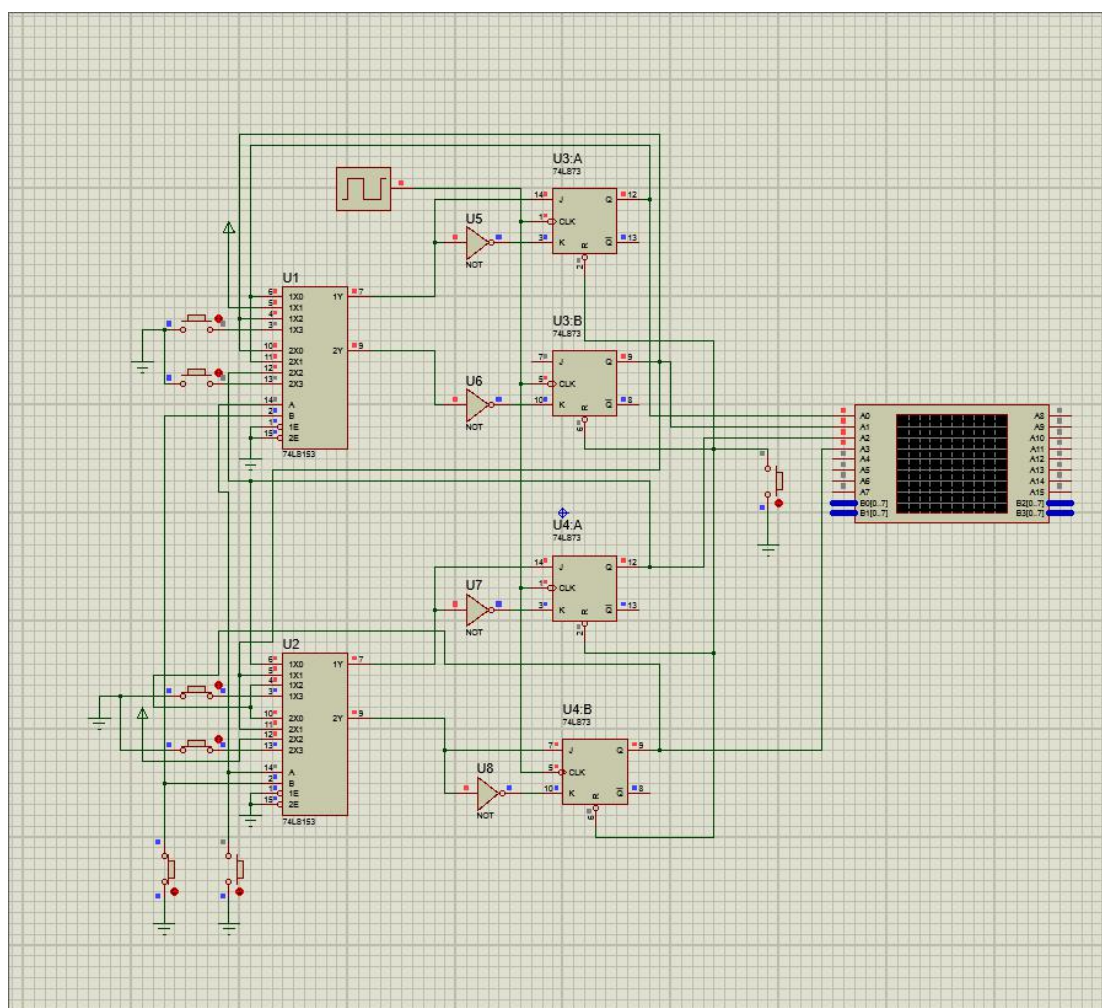 U3:A
74LS73
14 J Q 12
1 CLK
3 K Q 13
R
2
U5
NOT
U1
6 1X0 1Y 7
5 1X1
4 1X2
3 1X3
10 2X0 2Y 9
11 2X1
12 2X2
13 2X3
14 A
2 B
1 1E
15 2E
74LS153
U3:B
74LS73
7 J Q 9
5 CLK
10 K Q 8
R
6
U6
NOT
A0 A8
A1 A9
A2 A10
A3 A11
A4 A12
A5 A13
A6 A14
A7 A15
B0[0..7] B2[0..7]
B1[0..7] B3[0..7]
U4:A
74LS73
14 J Q 12
1 CLK
3 K Q 13
R
2
U7
NOT
U2
6 1X0 1Y 7
5 1X1
4 1X2
3 1X3
10 2X0 2Y 9
11 2X1
12 2X2
13 2X3
14 A
2 B
1 1E
15 2E
74LS153
U4:B
74LS73
7 J Q 9
5 CLK
10 K Q 8
R
6
U8
NOT